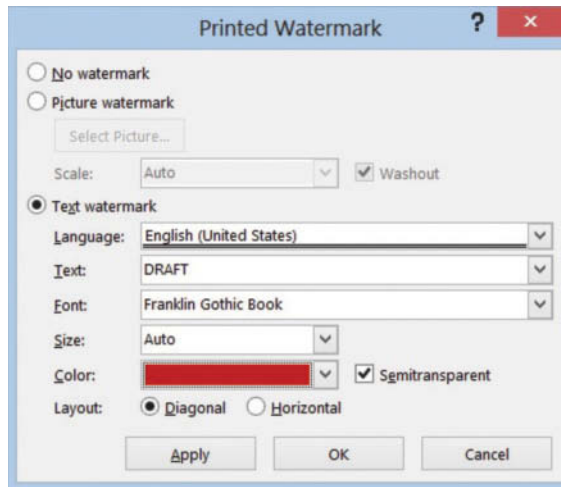 Printed Watermark ?
No watermark
Picture watermark
Select Picture...
Scale: Auto Washout
Text watermark
Language: English (United States)
Text: DRAFT
Font: Franklin Gothic Book
Size: Auto
Color: Semitransparent
Layout: Diagonal Horizontal
Apply OK Cancel